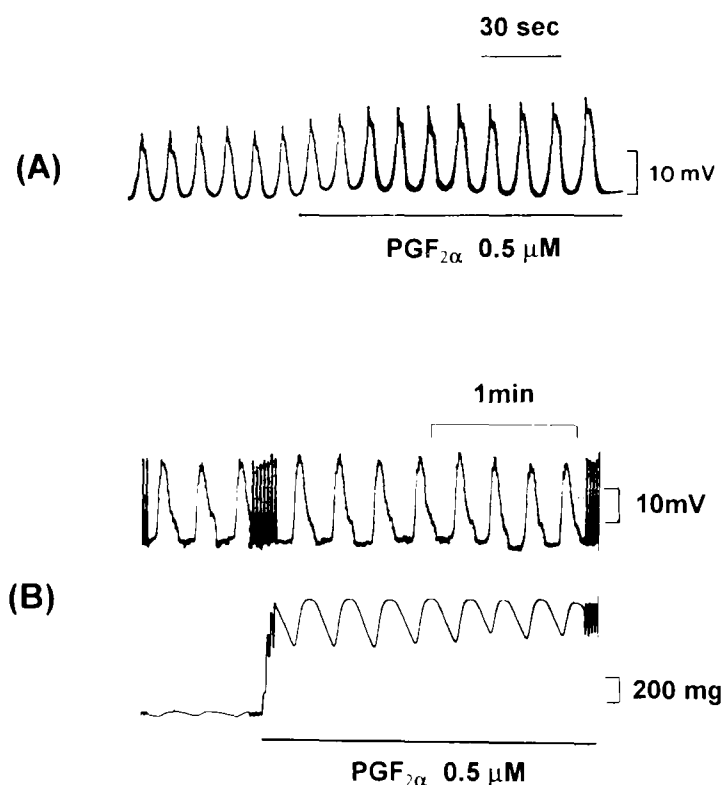 30 sec
(A)
10 mV
PGF2α 0.5 μM
1min
10mV
(B)
200 mg
PGF2α 0.5 μM